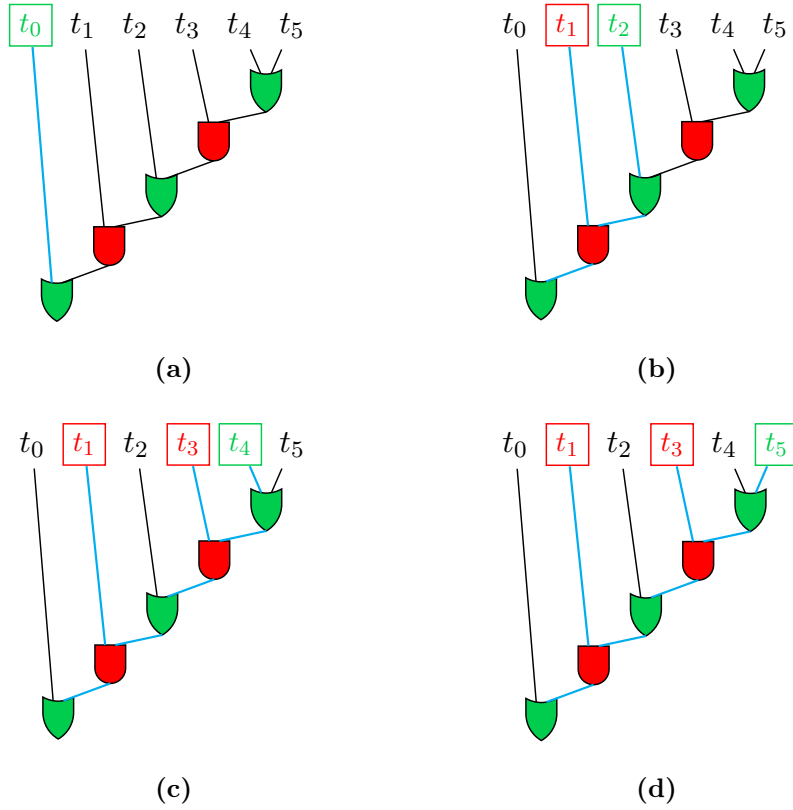 t₀ t₁ t₂ t₃ t₄ t₅
t₀ t₁ t₂ t₃ t₄ t₅
(a)
(b)
t₀ t₁ t₂ t₃ t₄ t₅
t₀ t₁ t₂ t₃ t₄ t₅
(c)
(d)